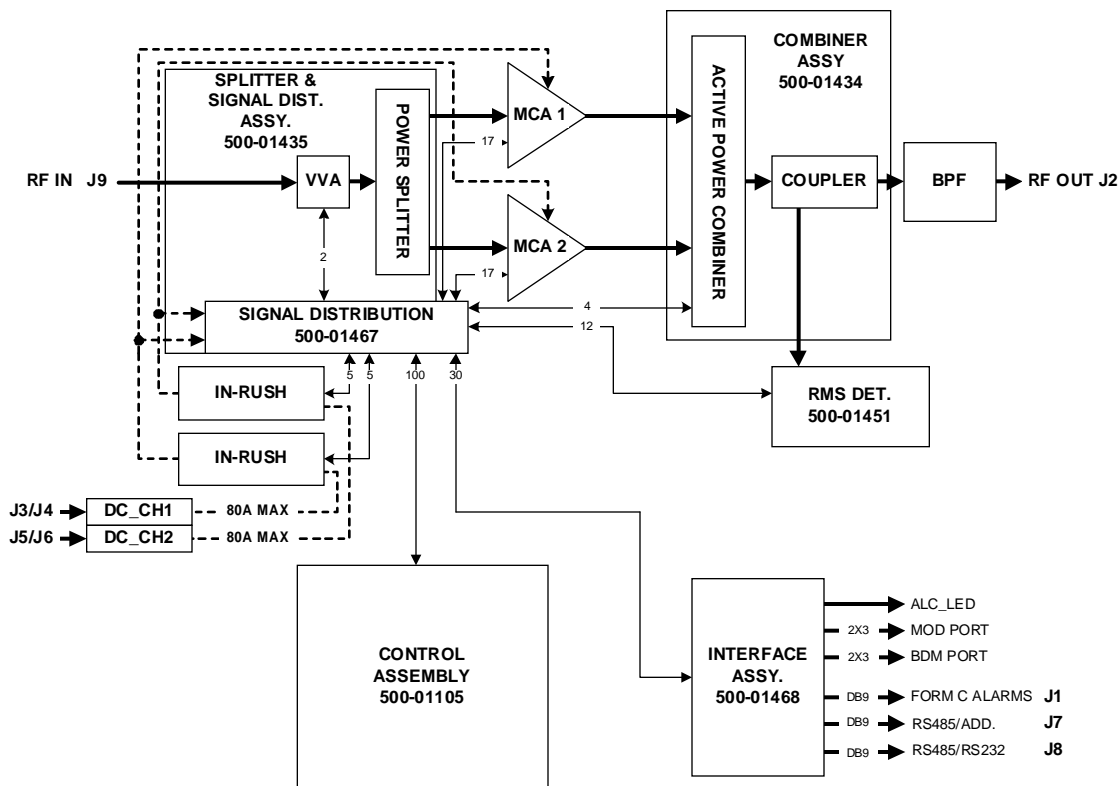 COMBINER
ASSY
500-01434
SPLITTER &
SIGNAL DIST.
ASSY.
500-01435
POWER SPLITTER
MCA 1
17
ACTIVE POWER COMBINER
RF IN J9
VVA
COUPLER
BPF
RF OUT J2
2
MCA 2
17
SIGNAL DISTRIBUTION
500-01467
4
12
5
5
100
30
IN-RUSH
RMS DET.
500-01451
IN-RUSH
J3/J4
DC_CH1
80A MAX
J5/J6
DC_CH2
80A MAX
CONTROL
ASSEMBLY
500-01105
INTERFACE
ASSY.
500-01468
ALC_LED
2X3 MOD PORT
2X3 BDM PORT
DB9 FORM C ALARMS J1
DB9 RS485/ADD. J7
DB9 RS485/RS232 J8